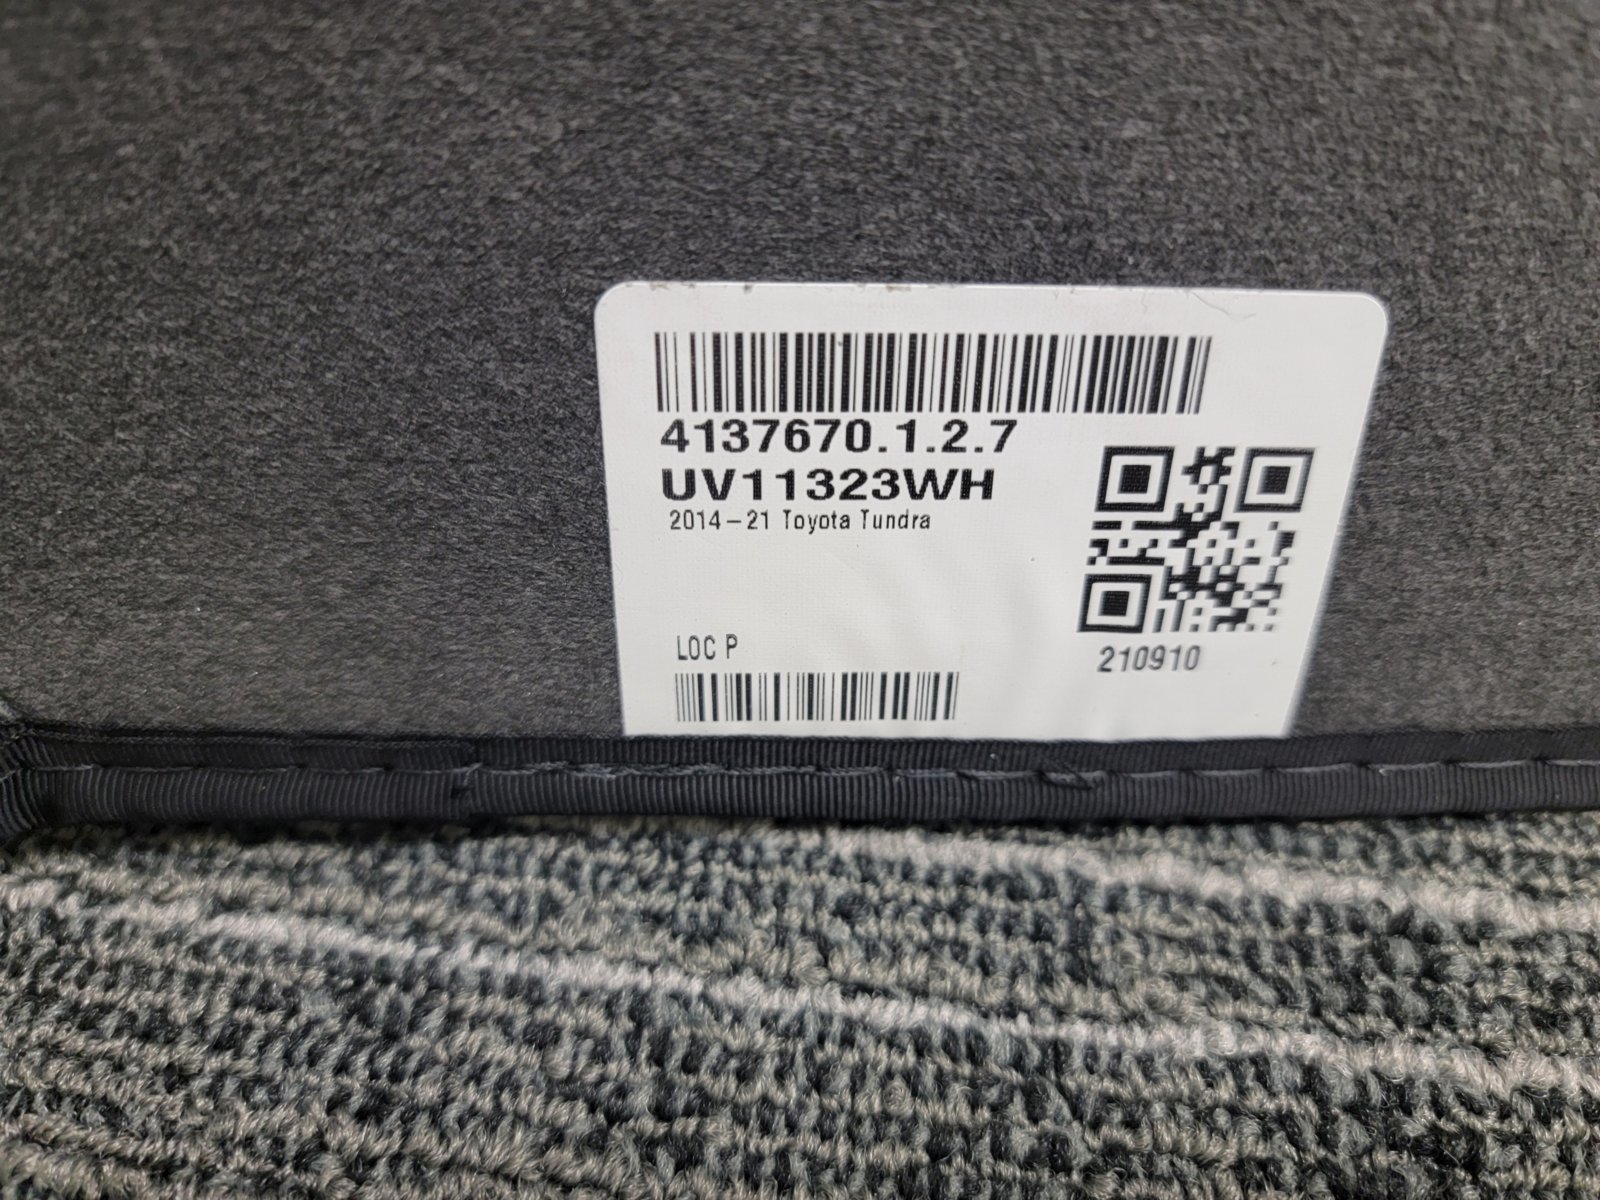 4137670.1.2.7
UV11323WH
2014-21 Toyota Tundra
LOC P
210910